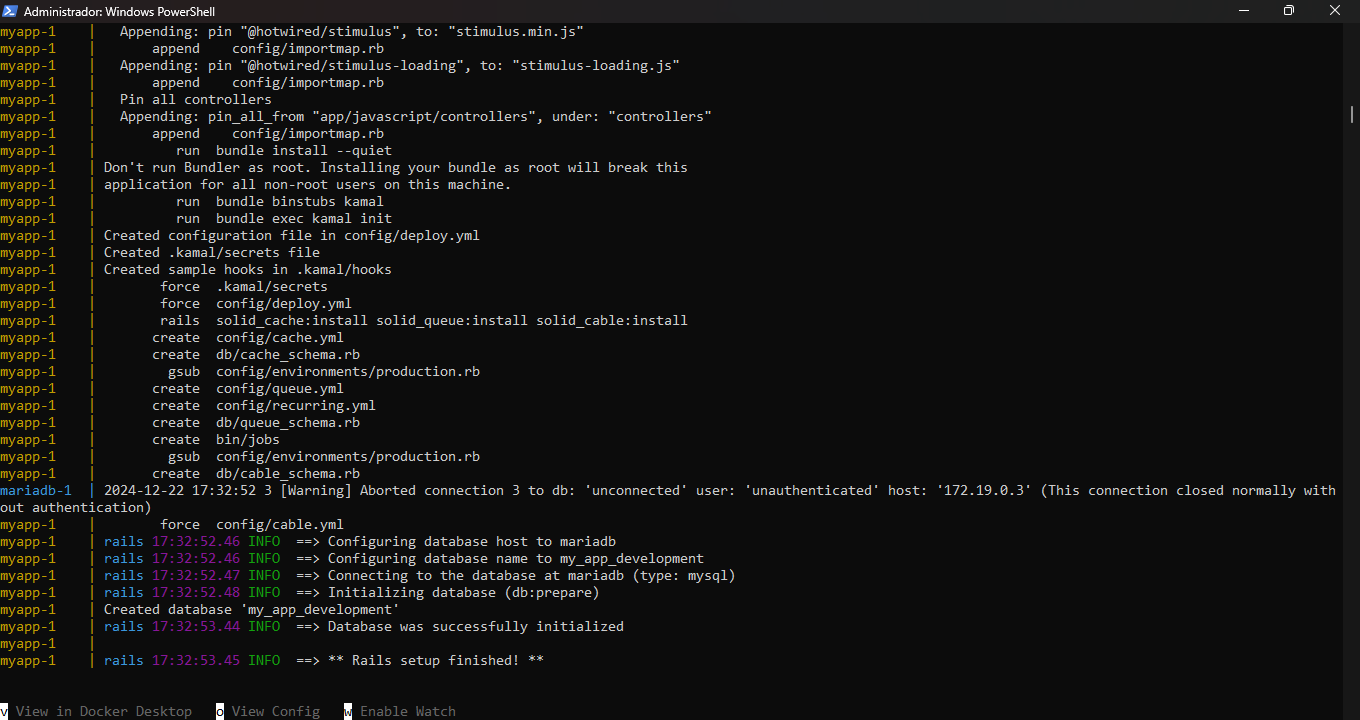 Administrador: Windows PowerShell
myapp-1 | Appending: pin "@hotwired/stimulus", to: "stimulus.min.js"
myapp-1 | append config/importmap.rb
myapp-1 | Appending: pin "@hotwired/stimulus-loading", to: "stimulus-loading.js"
myapp-1 | append config/importmap.rb
myapp-1 | Pin all controllers
myapp-1 | Appending: pin_all_from "app/javascript/controllers", under: "controllers"
myapp-1 | append config/importmap.rb
myapp-1 | run bundle install --quiet
myapp-1 | Don't run Bundler as root. Installing your bundle as root will break this
myapp-1 | application for all non-root users on this machine.
myapp-1 | run bundle binstubs kamal
myapp-1 | run bundle exec kamal init
myapp-1 | Created configuration file in config/deploy.yml
myapp-1 | Created .kamal/secrets file
myapp-1 | Created sample hooks in .kamal/hooks
myapp-1 | force .kamal/secrets
myapp-1 | force config/deploy.yml
myapp-1 | rails solid_cache:install solid_queue:install solid_cable:install
myapp-1 | create config/cache.yml
myapp-1 | create db/cache_schema.rb
myapp-1 | gsub config/environments/production.rb
myapp-1 | create config/queue.yml
myapp-1 | create config/recurring.yml
myapp-1 | create db/queue_schema.rb
myapp-1 | create bin/jobs
myapp-1 | gsub config/environments/production.rb
myapp-1 | create db/cable_schema.rb
mariadb-1 | 2024-12-22 17:32:52 3 [Warning] Aborted connection 3 to db: 'unconnected' user: 'unauthenticated' host: '172.19.0.3' (This connection closed normally with
out authentication)
myapp-1 | force config/cable.yml
myapp-1 | rails 17:32:52.46 INFO ==> Configuring database host to mariadb
myapp-1 | rails 17:32:52.46 INFO ==> Configuring database name to my_app_development
myapp-1 | rails 17:32:52.47 INFO ==> Connecting to the database at mariadb (type: mysql)
myapp-1 | rails 17:32:52.48 INFO ==> Initializing database (db:prepare)
myapp-1 | Created database 'my_app_development'
myapp-1 | rails 17:32:53.44 INFO ==> Database was successfully initialized
myapp-1 |
myapp-1 | rails 17:32:53.45 INFO ==> ** Rails setup finished! **
v View in Docker Desktop o View Config w Enable Watch